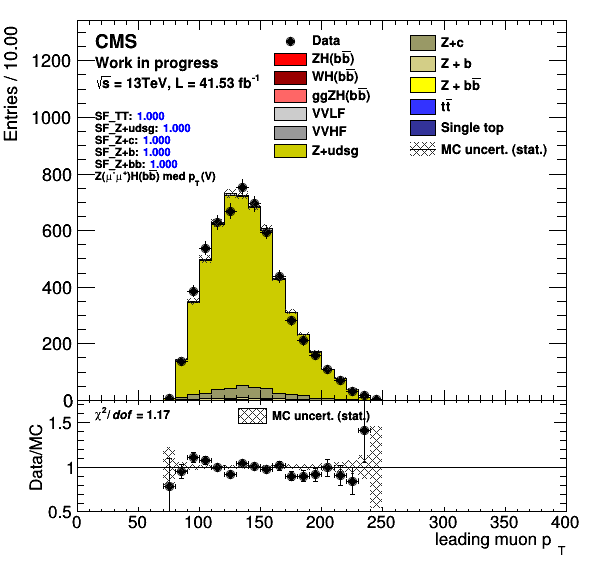 Entries / 10.00
1200
1000
800
600
400
200
0
CMS
Work in progress
√s = 13TeV, L = 41.53 fb⁻¹
SF_TT: 1.000
SF_Z+udsg: 1.000
SF_Z+c: 1.000
SF_Z+b: 1.000
SF_Z+bb: 1.000
Z(μ⁻μ⁺)H(bb̅) med p_T(V)
Data
ZH(bb̅)
WH(bb̅)
ggZH(bb̅)
VVLF
VVHF
Z+udsg
Z+c
Z + b
Z + bb̅
tt̅
Single top
MC uncert. (stat.)
Data/MC
1.5
1
0.5
χ²/dof = 1.17
MC uncert. (stat.)
0 50 100 150 200 250 300 350 400
leading muon p_T